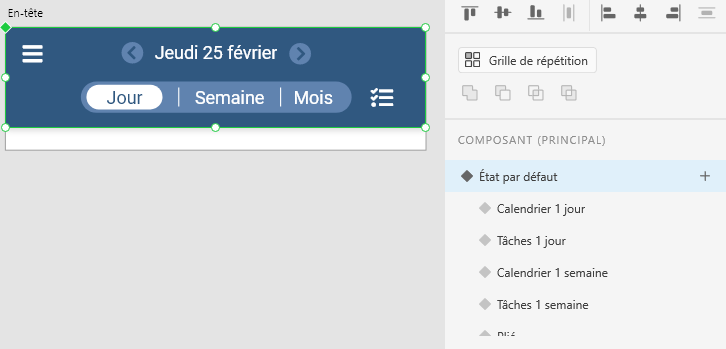 En-tête
Jeudi 25 février
Jour Semaine Mois
Grille de répétition
COMPOSANT (PRINCIPAL)
État par défaut
Calendrier 1 jour
Tâches 1 jour
Calendrier 1 semaine
Tâches 1 semaine